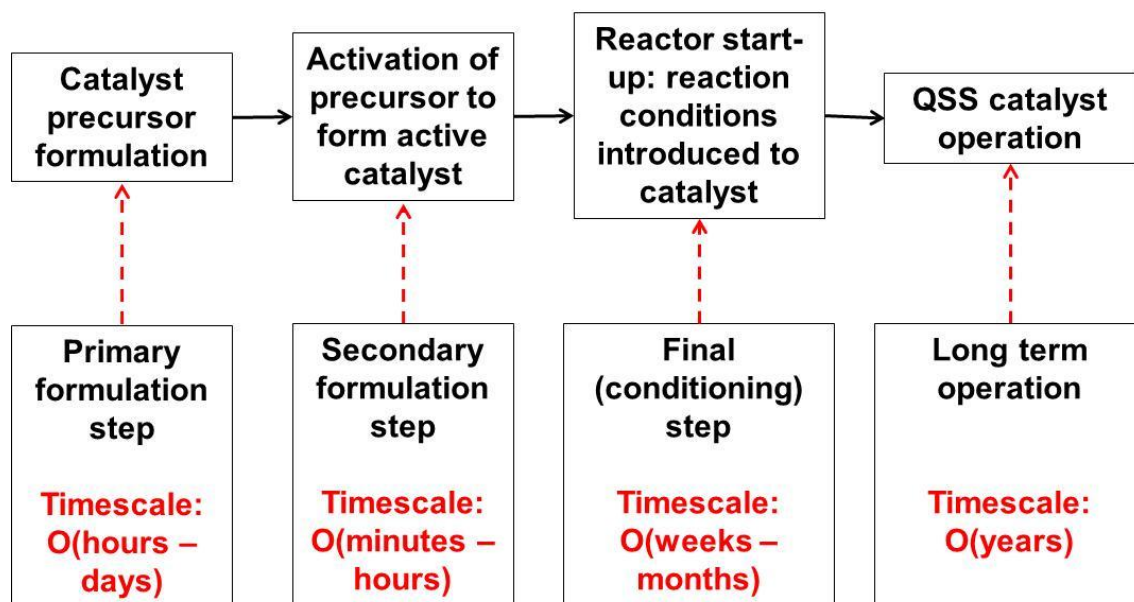 Catalyst
precursor
formulation
Activation of
precursor to
form active
catalyst
Reactor start-
up: reaction
conditions
introduced to
catalyst
QSS catalyst
operation
Primary
formulation
step
Timescale:
O(hours –
days)
Secondary
formulation
step
Timescale:
O(minutes –
hours)
Final
(conditioning)
step
Timescale:
O(weeks –
months)
Long term
operation
Timescale:
O(years)